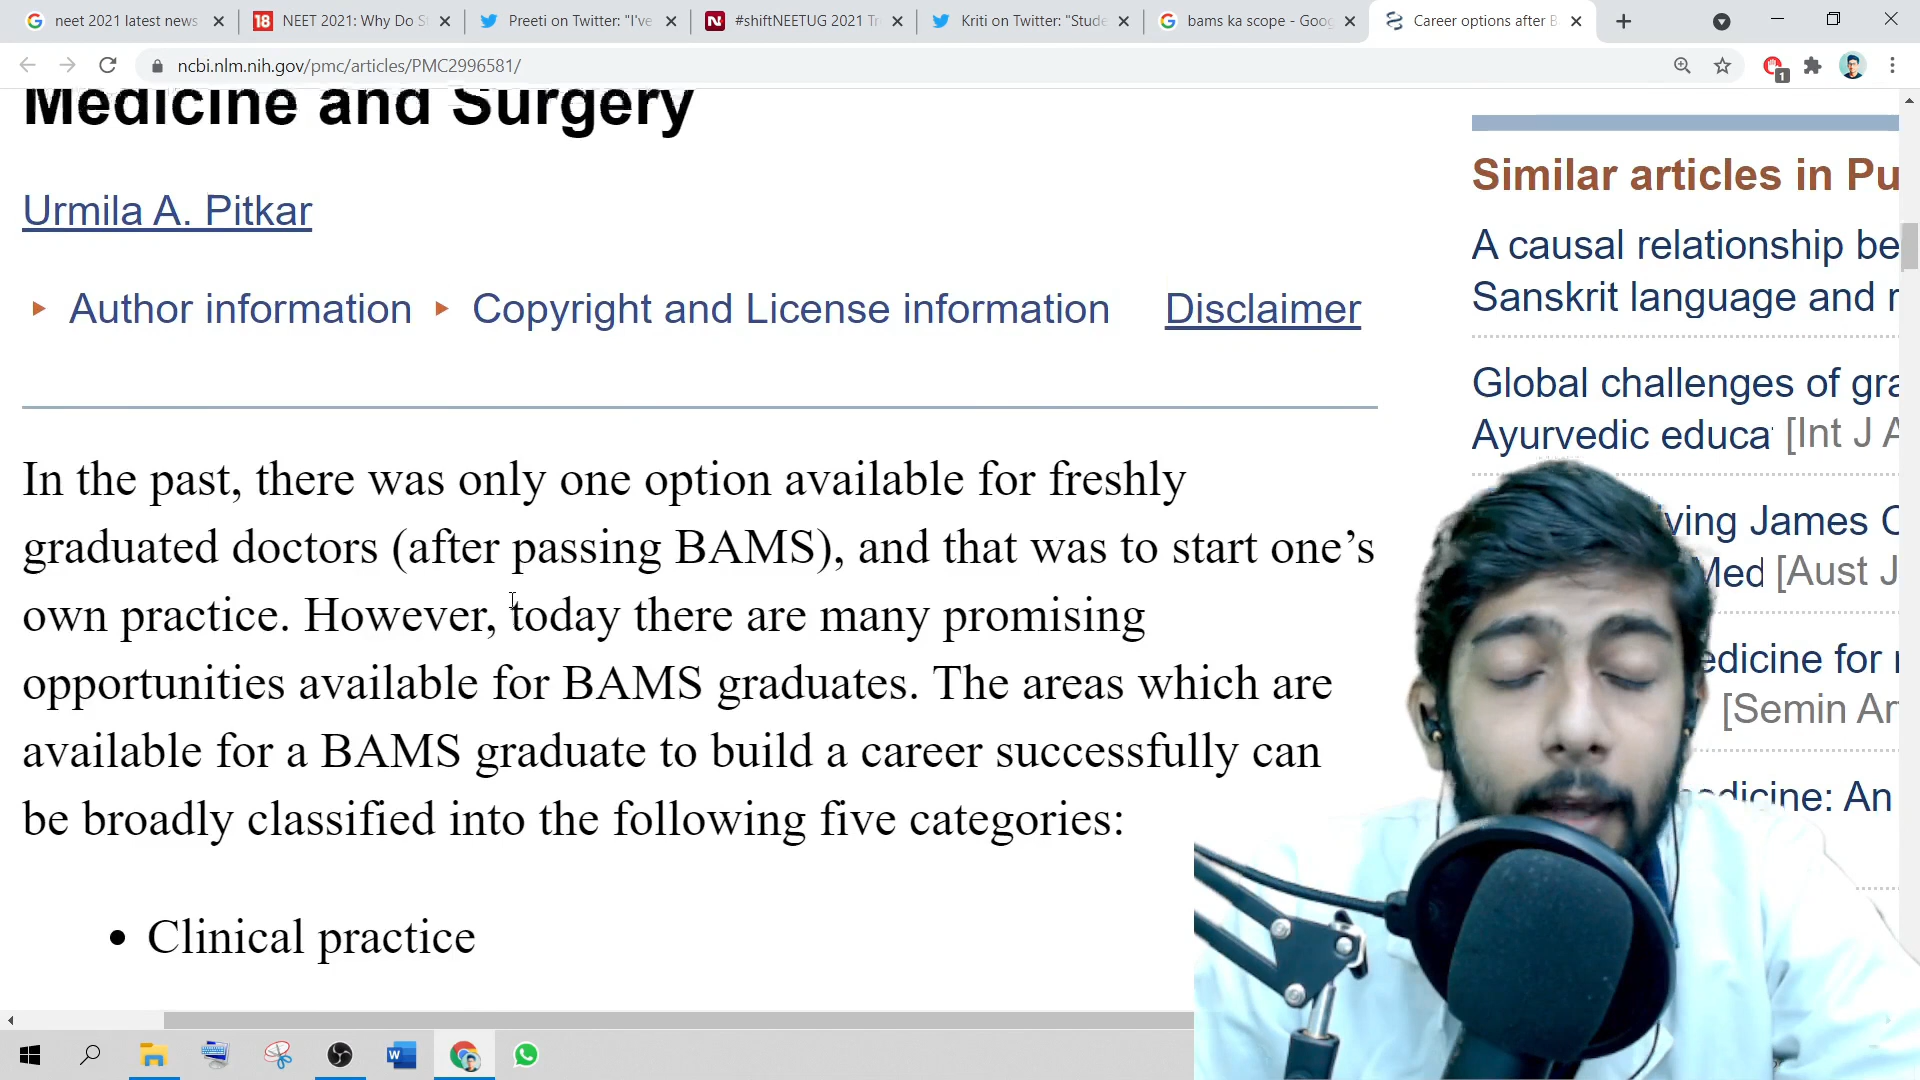 neet 2021 latest news
NEET 2021: Why Do S
Preeti on Twitter: "I've
#shiftNEETUG 2021 Tr
Kriti on Twitter: "Stude
bams ka scope - Goog
Career options after B
ncbi.nlm.nih.gov/pmc/articles/PMC2996581/
1
Medicine and Surgery
Urmila A. Pitkar
Author information
Copyright and License information
Disclaimer
In the past, there was only one option available for freshly
graduated doctors (after passing BAMS), and that was to start one’s
own practice. However, today there are many promising
opportunities available for BAMS graduates. The areas which are
available for a BAMS graduate to build a career successfully can
be broadly classified into the following five categories:
• Clinical practice
Similar articles in Pu
A causal relationship be
Sanskrit language and r
Global challenges of gra
Ayurvedic educa [Int J A
ving James C
Med [Aust J
edicine for r
[Semin Ar
edicine: An